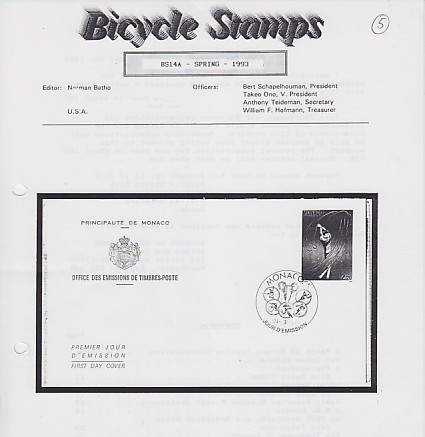 Bicycle Stamps
5
BS14A - SPRING - 1993
Editor: Norman Batho
Officers: Bert Schapelhouman, President
Takeo Ono, V. President
Anthony Teideman, Secretary
U.S.A.
William F. Hofmann, Treasurer
PRINCIPAUTÉ DE MONACO
OFFICE DES EMISSIONS DE TIMBRES-POSTE
MONACO
JOUR D'EMISSION
PREMIER JOUR
D'EMISSION
FIRST DAY COVER